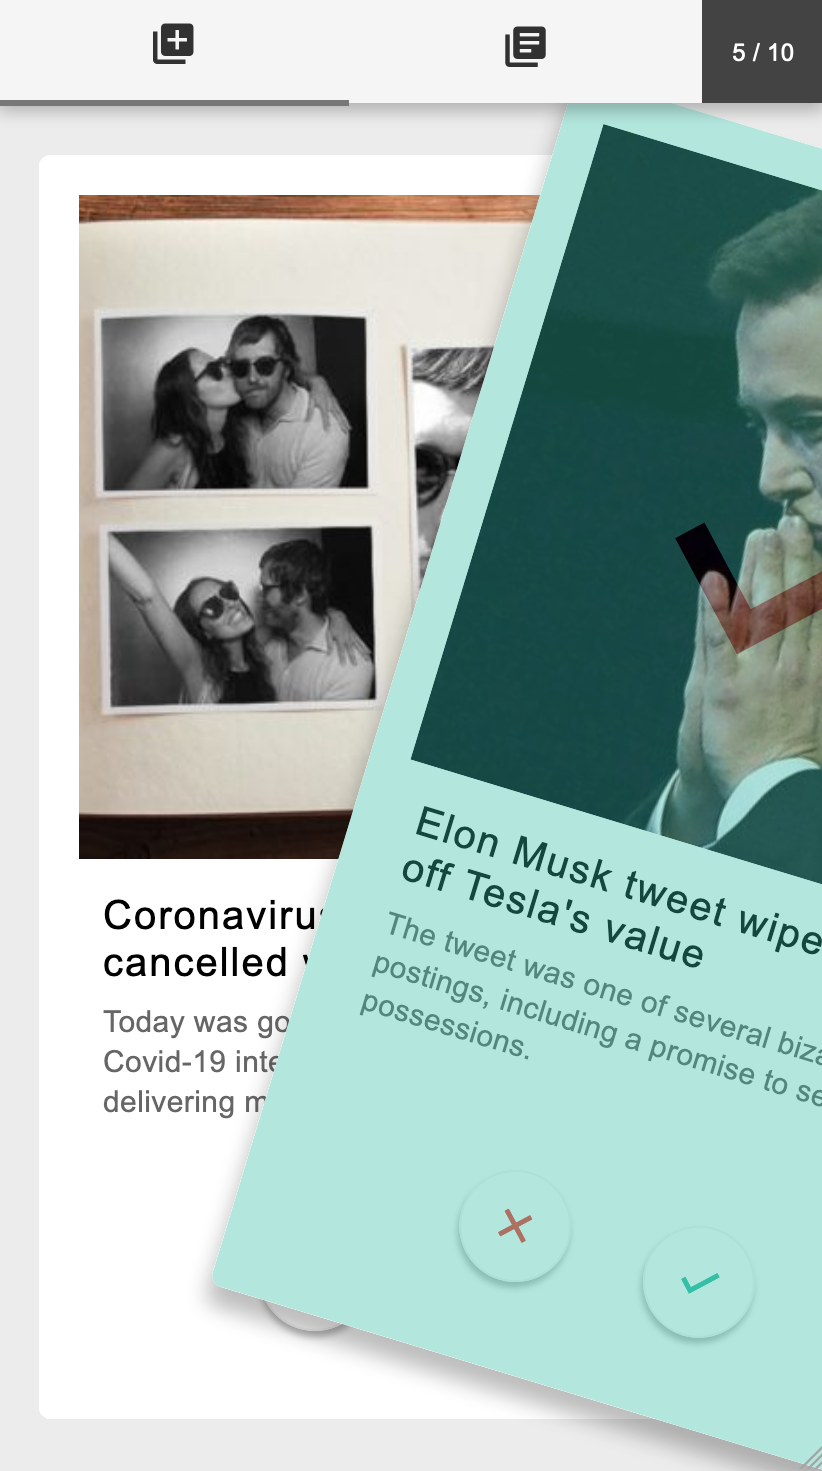 5 / 10
Coronaviru
cancelled
Today was go
Covid-19 inte
delivering m
Elon Musk tweet wipe
off Tesla's value
The tweet was one of several biza
postings, including a promise to se
possessions.